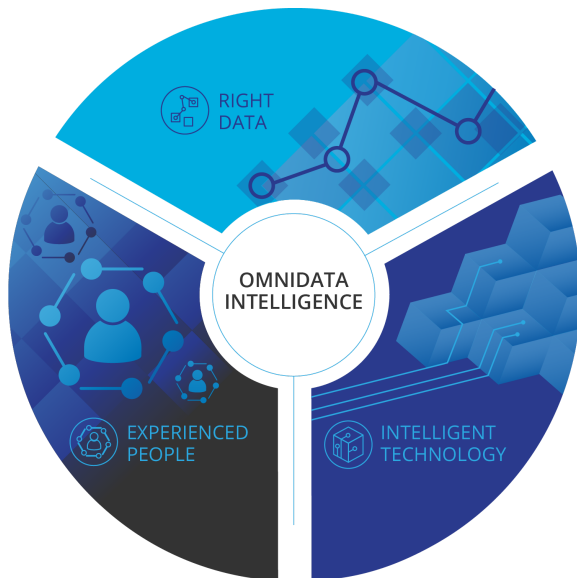 RIGHT
DATA
OMNIDATA
INTELLIGENCE
EXPERIENCED
PEOPLE
INTELLIGENT
TECHNOLOGY